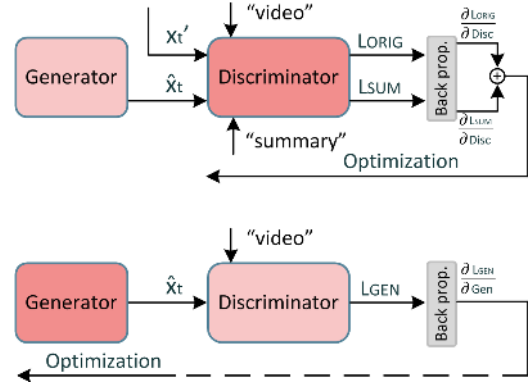 "video"
xt′
LORIG
∂ LORIG
∂ Disc
Generator
Discriminator
Back prop.
+
x̂t
LSUM
∂ LSUM
∂ Disc
"summary"
Optimization
"video"
Generator
x̂t
Discriminator
LGEN
Back prop.
∂ LGEN
∂ Gen
Optimization